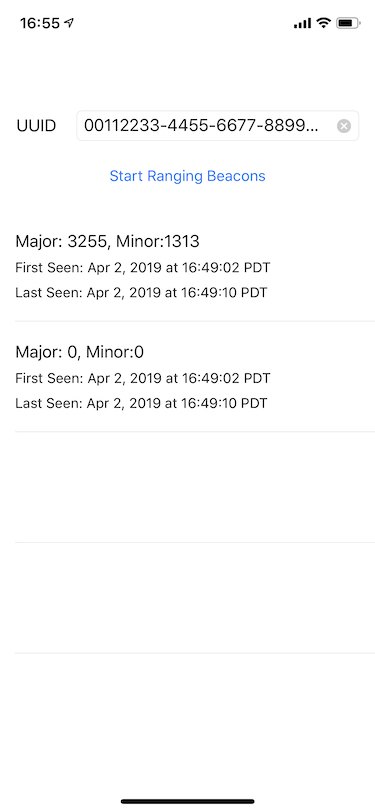 16:55
UUID 00112233-4455-6677-8899...
Start Ranging Beacons
Major: 3255, Minor:1313
First Seen: Apr 2, 2019 at 16:49:02 PDT
Last Seen: Apr 2, 2019 at 16:49:10 PDT
Major: 0, Minor:0
First Seen: Apr 2, 2019 at 16:49:02 PDT
Last Seen: Apr 2, 2019 at 16:49:10 PDT